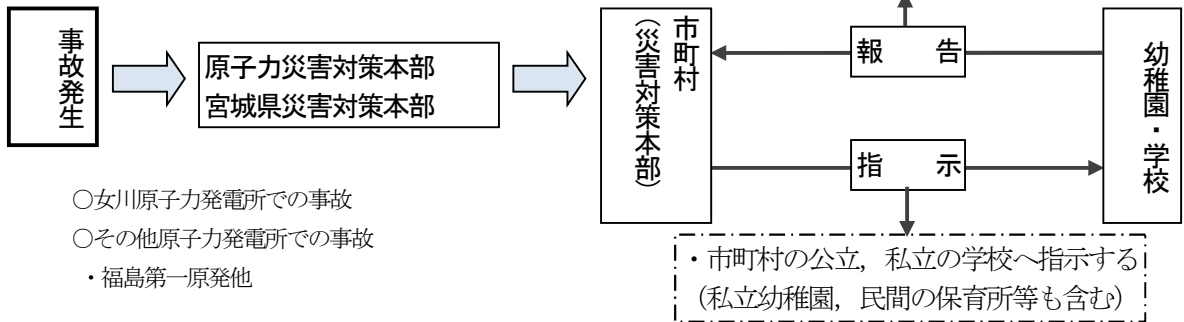 事故発生
原子力災害対策本部
宮城県災害対策本部
市町村
（災害対策本部）
報　告
指　示
幼稚園・学校
○女川原子力発電所での事故
○その他原子力発電所での事故
・福島第一原発他
・市町村の公立，私立の学校へ指示する
（私立幼稚園，民間の保育所等も含む）